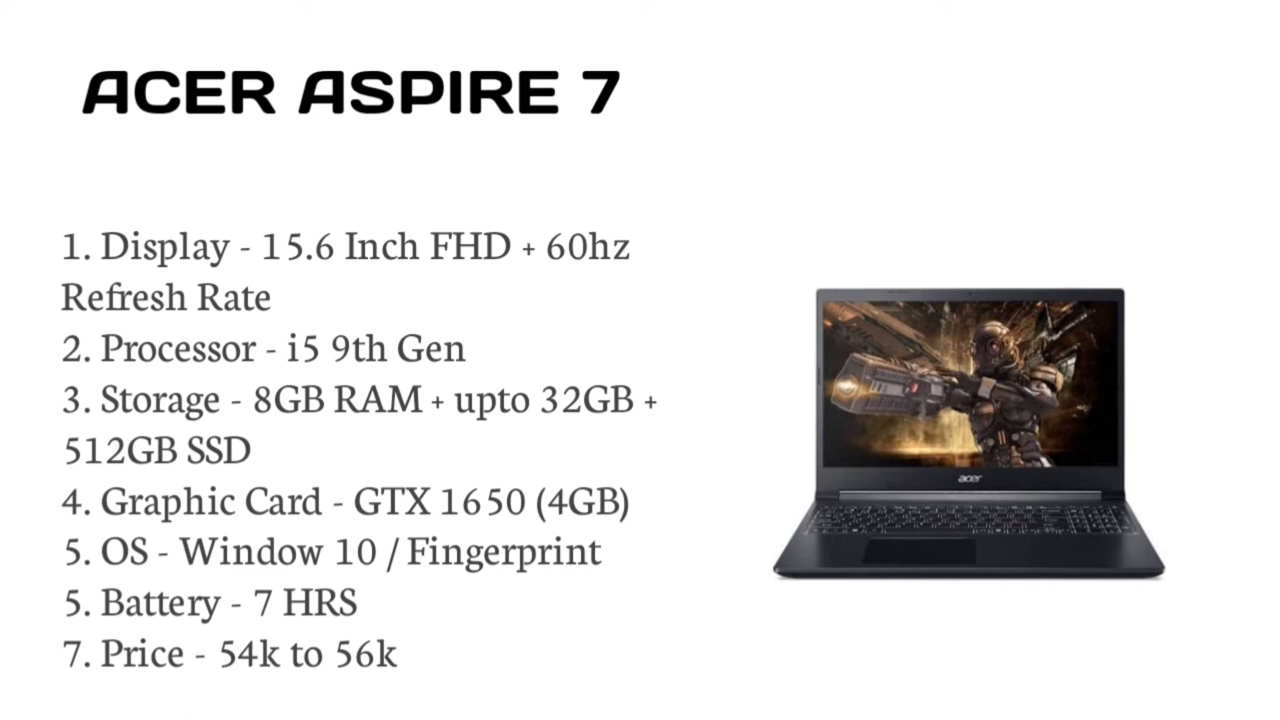 ACER ASPIRE 7
1. Display - 15.6 Inch FHD + 60hz
Refresh Rate
2. Processor - i5 9th Gen
3. Storage - 8GB RAM + upto 32GB +
512GB SSD
4. Graphic Card - GTX 1650 (4GB)
5. OS - Window 10 / Fingerprint
5. Battery - 7 HRS
7. Price - 54k to 56k
acer